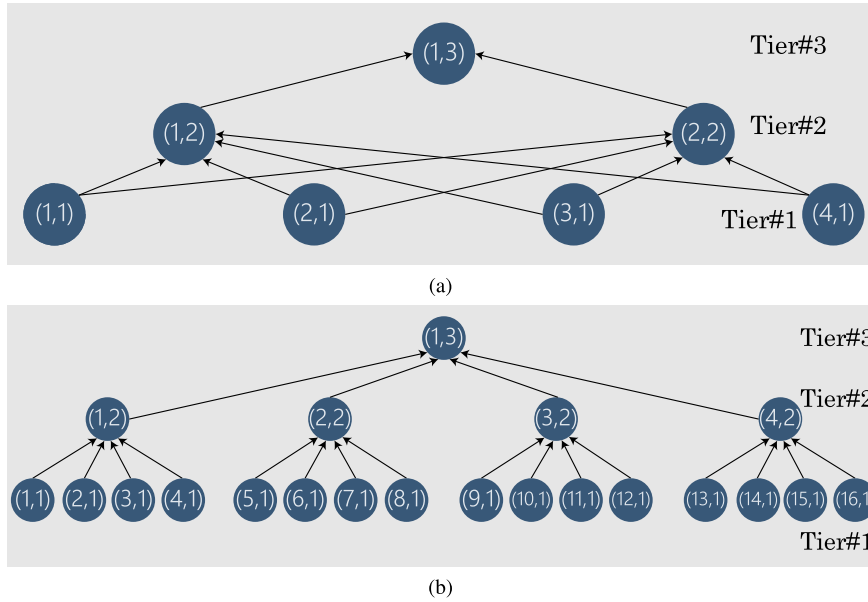 (1,3) Tier#3
(1,2) (2,2) Tier#2
(1,1) (2,1) (3,1) Tier#1 (4,1)
(a)
(1,3) Tier#3
(1,2) (2,2) (3,2) (4,2) Tier#2
(1,1) (2,1) (3,1) (4,1) (5,1) (6,1) (7,1) (8,1) (9,1) (10,1) (11,1) (12,1) (13,1) (14,1) (15,1) (16,1)
Tier#1
(b)